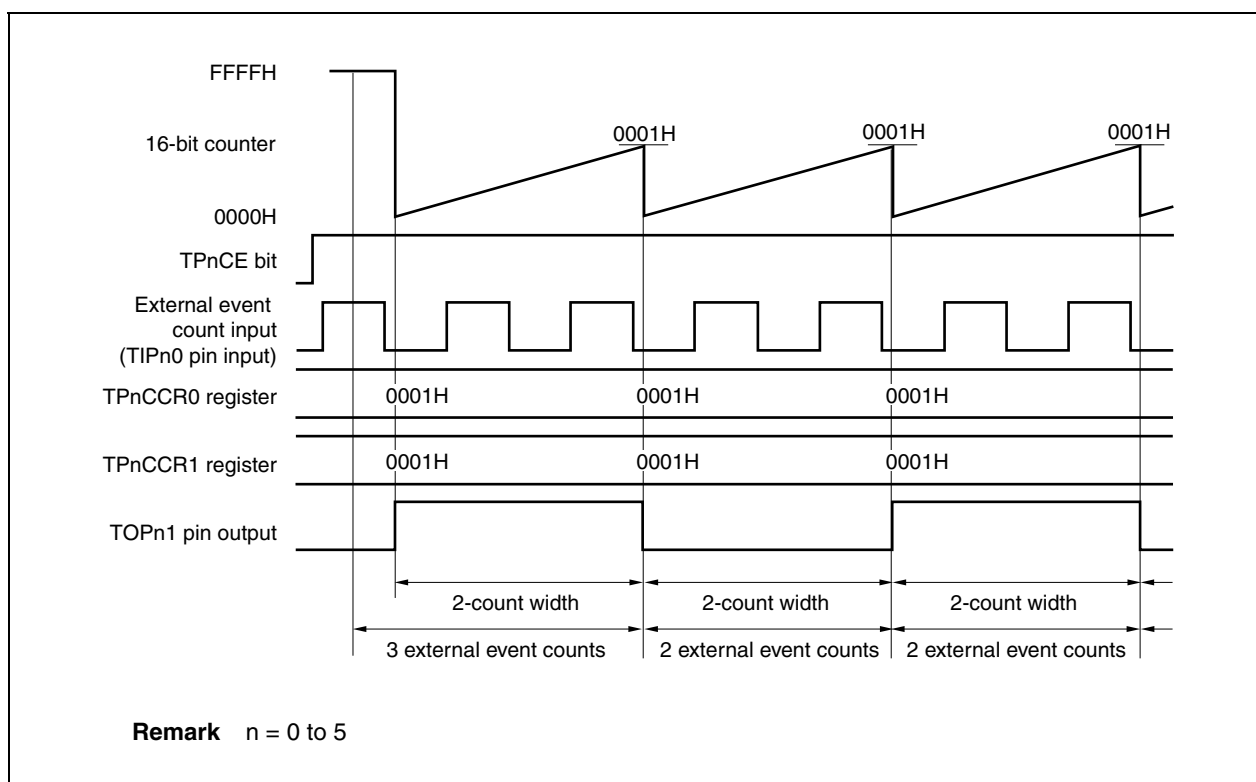 FFFFH
16-bit counter
0001H
0001H
0001H
0000H
TPnCE bit
External event
count input
(TIPn0 pin input)
TPnCCR0 register
0001H
0001H
0001H
TPnCCR1 register
0001H
0001H
0001H
TOPn1 pin output
2-count width
2-count width
2-count width
3 external event counts
2 external event counts
2 external event counts
Remark n = 0 to 5